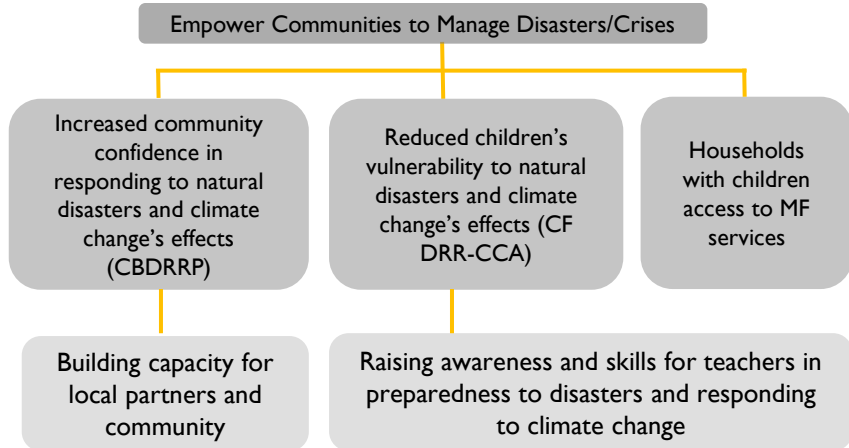 Empower Communities to Manage Disasters/Crises
Increased community
confidence in
responding to natural
disasters and climate
change’s effects
(CBDRRP)
Reduced children’s
vulnerability to natural
disasters and climate
change’s effects (CF
DRR-CCA)
Households
with children
access to MF
services
Building capacity for
local partners and
community
Raising awareness and skills for teachers in
preparedness to disasters and responding
to climate change